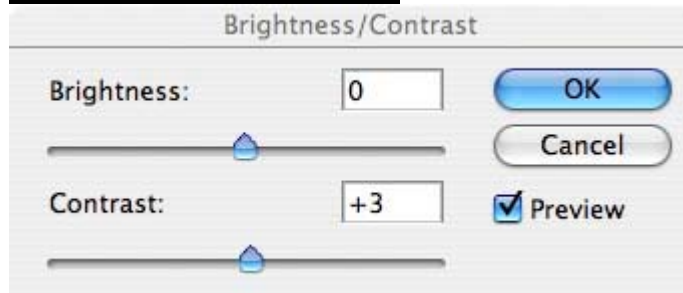 Brightness/Contrast
Brightness: 0 OK
Cancel
Contrast: +3 Preview